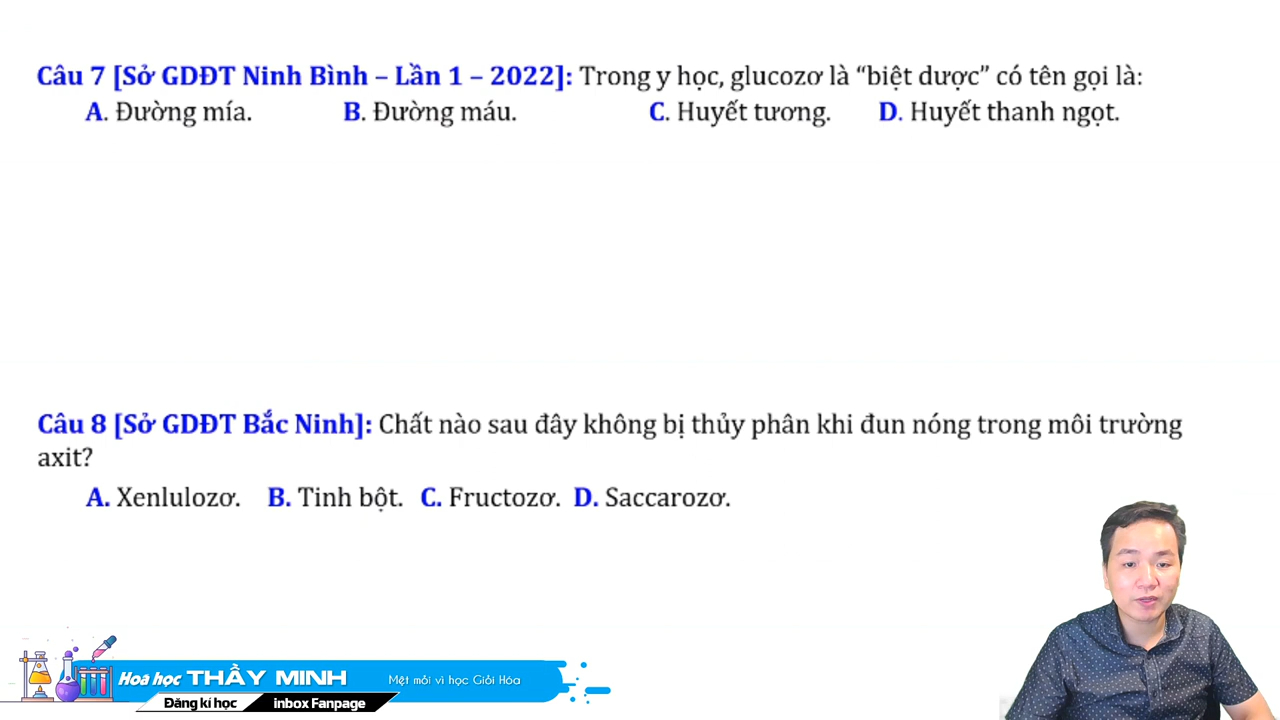 Câu 7 [Sở GDĐT Ninh Bình – Lần 1 – 2022]: Trong y học, glucozơ là “biệt dược” có tên gọi là:
A. Đường mía. B. Đường máu. C. Huyết tương. D. Huyết thanh ngọt.
Câu 8 [Sở GDĐT Bắc Ninh]: Chất nào sau đây không bị thủy phân khi đun nóng trong môi trường
axit?
A. Xenlulozơ. B. Tinh bột. C. Fructozơ. D. Saccarozơ.
Hoá học THẦY MINH Mệt mỏi vì học Giỏi Hóa
Đăng kí học inbox Fanpage